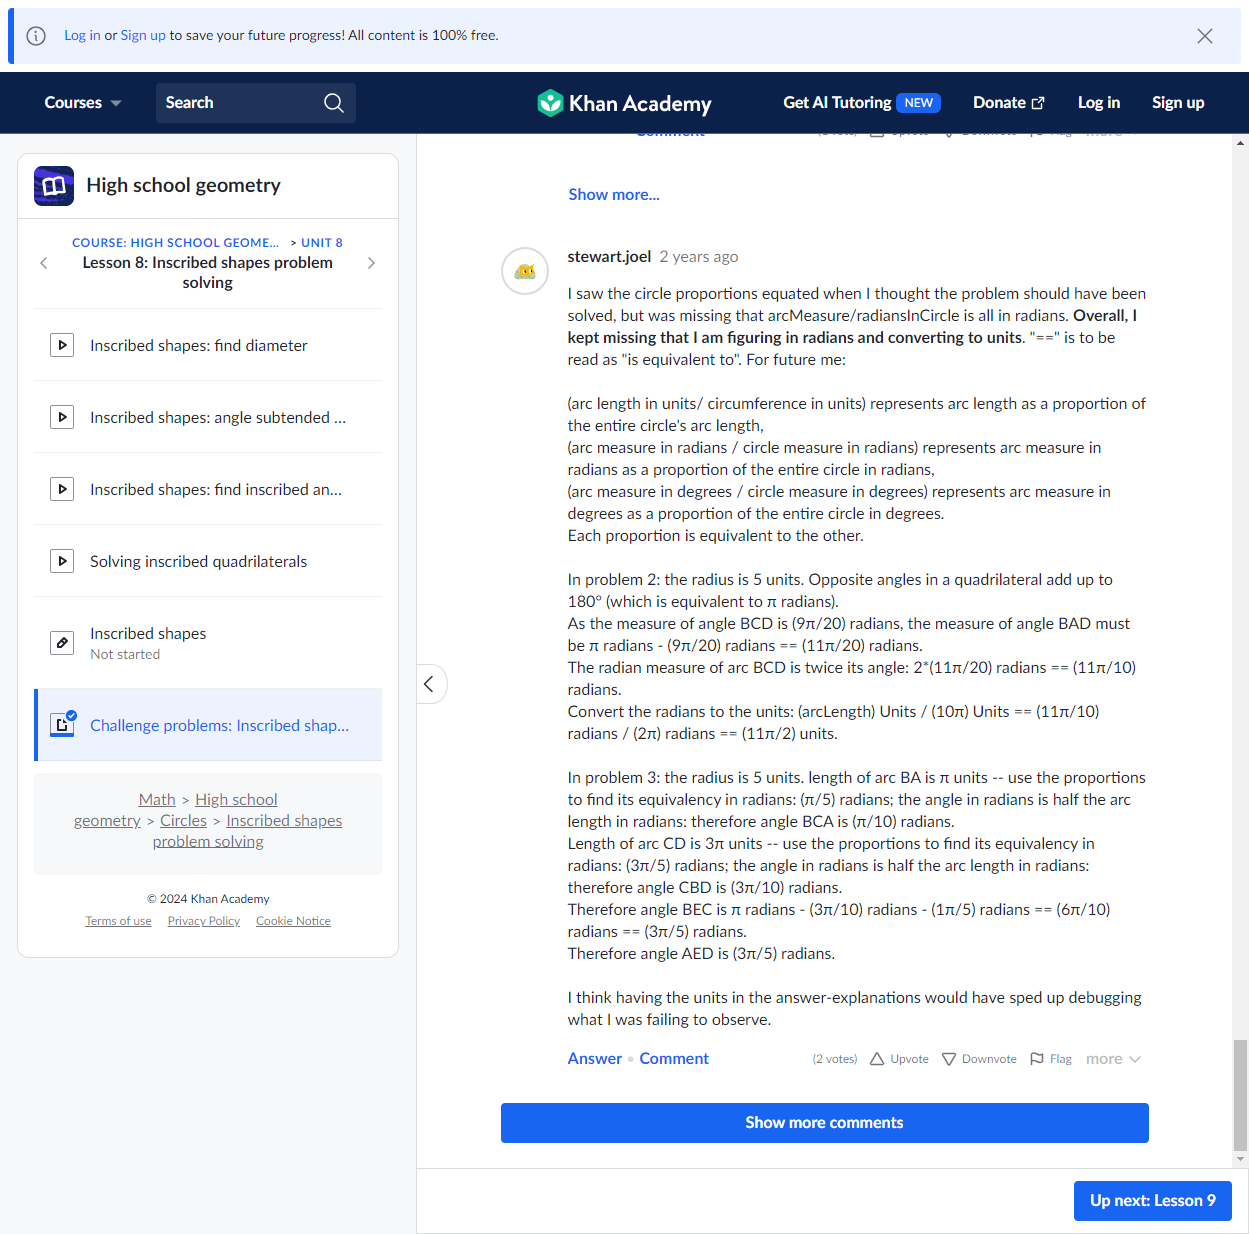 Log in or Sign up to save your future progress! All content is 100% free.
Courses
Search
Khan Academy
Get AI Tutoring NEW
Donate
Log in
Sign up
High school geometry
COURSE: HIGH SCHOOL GEOME... > UNIT 8
Lesson 8: Inscribed shapes problem
solving
Inscribed shapes: find diameter
Inscribed shapes: angle subtended ...
Inscribed shapes: find inscribed an...
Solving inscribed quadrilaterals
Inscribed shapes
Not started
Challenge problems: Inscribed shap...
Math > High school
geometry > Circles > Inscribed shapes
problem solving
© 2024 Khan Academy
Terms of use Privacy Policy Cookie Notice
Show more...
stewart.joel 2 years ago
I saw the circle proportions equated when I thought the problem should have been
solved, but was missing that arcMeasure/radiansInCircle is all in radians. Overall, I
kept missing that I am figuring in radians and converting to units. "==" is to be
read as "is equivalent to". For future me:
(arc length in units/ circumference in units) represents arc length as a proportion of
the entire circle's arc length,
(arc measure in radians / circle measure in radians) represents arc measure in
radians as a proportion of the entire circle in radians,
(arc measure in degrees / circle measure in degrees) represents arc measure in
degrees as a proportion of the entire circle in degrees.
Each proportion is equivalent to the other.
In problem 2: the radius is 5 units. Opposite angles in a quadrilateral add up to
180° (which is equivalent to π radians).
As the measure of angle BCD is (9π/20) radians, the measure of angle BAD must
be π radians - (9π/20) radians == (11π/20) radians.
The radian measure of arc BCD is twice its angle: 2*(11π/20) radians == (11π/10)
radians.
Convert the radians to the units: (arcLength) Units / (10π) Units == (11π/10)
radians / (2π) radians == (11π/2) units.
In problem 3: the radius is 5 units. length of arc BA is π units -- use the proportions
to find its equivalency in radians: (π/5) radians; the angle in radians is half the arc
length in radians: therefore angle BCA is (π/10) radians.
Length of arc CD is 3π units -- use the proportions to find its equivalency in
radians: (3π/5) radians; the angle in radians is half the arc length in radians:
therefore angle CBD is (3π/10) radians.
Therefore angle BEC is π radians - (3π/10) radians - (1π/5) radians == (6π/10)
radians == (3π/5) radians.
Therefore angle AED is (3π/5) radians.
I think having the units in the answer-explanations would have sped up debugging
what I was failing to observe.
Answer • Comment (2 votes) Upvote Downvote Flag more
Show more comments
Up next: Lesson 9